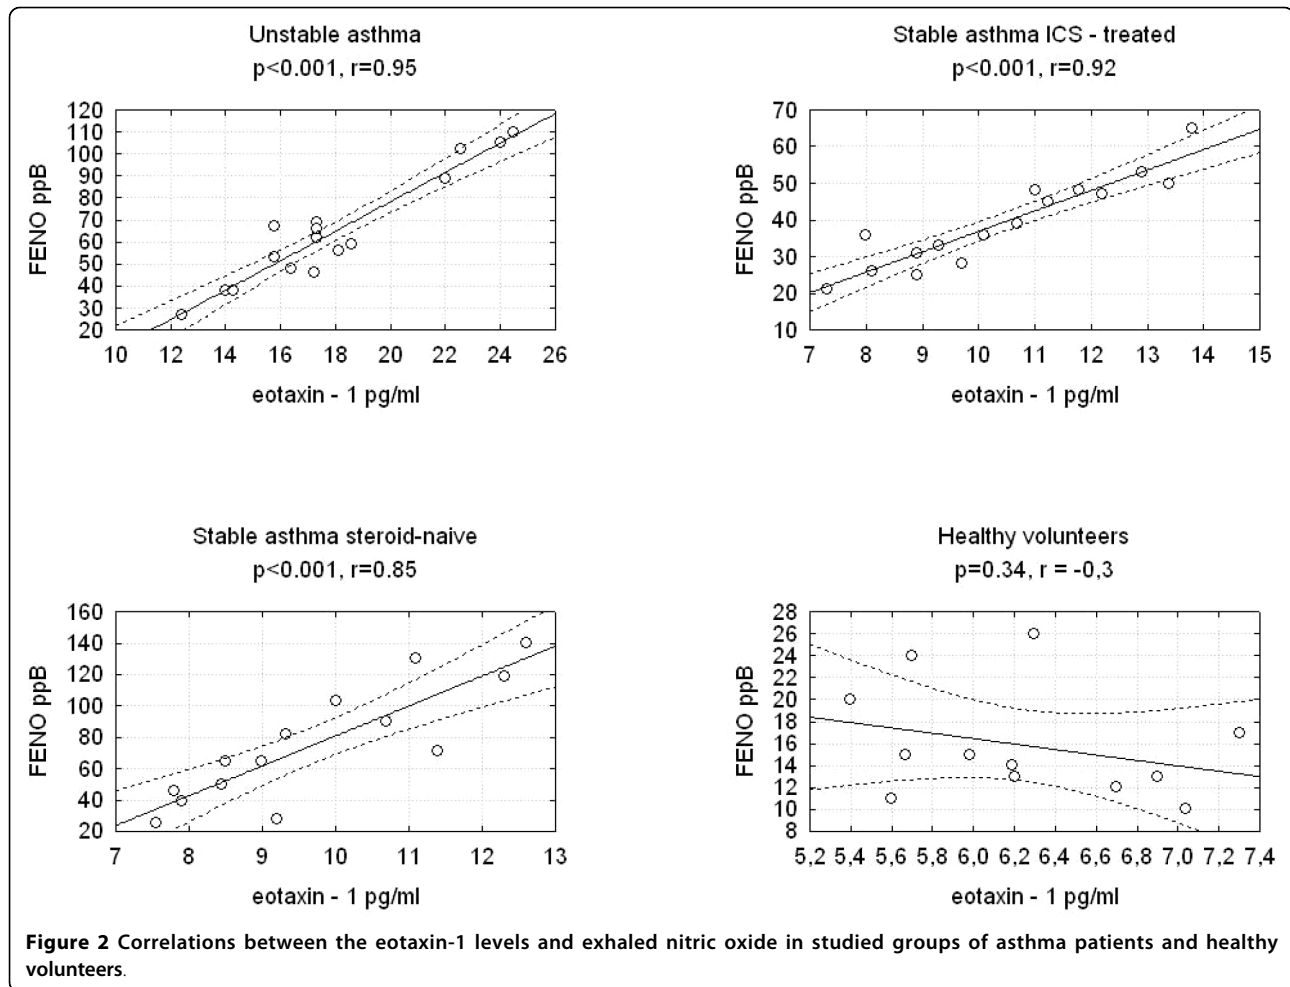 Unstable asthma
p<0.001, r=0.95
FENO ppB
120
110
100
90
80
70
60
50
40
30
20
10 12 14 16 18 20 22 24 26
eotaxin - 1 pg/ml
Stable asthma ICS - treated
p<0.001, r=0.92
FENO ppB
70
60
50
40
30
20
10
7 8 9 10 11 12 13 14 15
eotaxin - 1 pg/ml
Stable asthma steroid-naive
p<0.001, r=0.85
FENO ppB
160
140
120
100
80
60
40
20
7 8 9 10 11 12 13
eotaxin - 1 pg/ml
Healthy volunteers
p=0.34, r = -0,3
FENO ppB
28
26
24
22
20
18
16
14
12
10
8
5,2 5,4 5,6 5,8 6,0 6,2 6,4 6,6 6,8 7,0 7,2 7,4
eotaxin - 1 pg/ml
Figure 2 Correlations between the eotaxin-1 levels and exhaled nitric oxide in studied groups of asthma patients and healthy
volunteers.